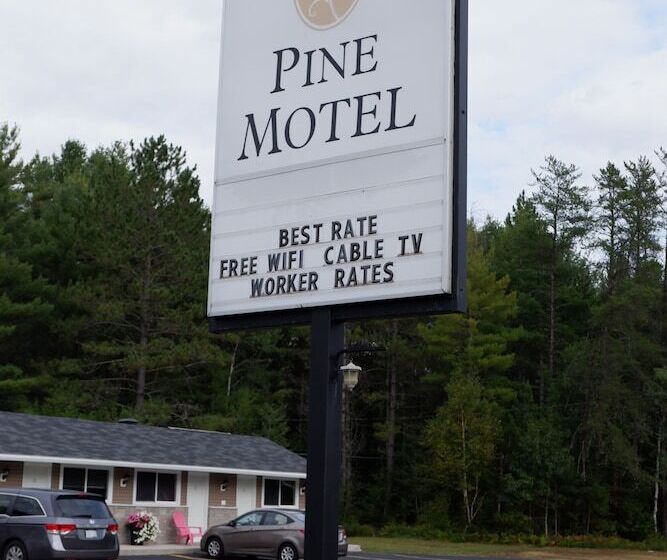 PINE
MOTEL
BEST RATE
FREE WIFI CABLE TV
WORKER RATES